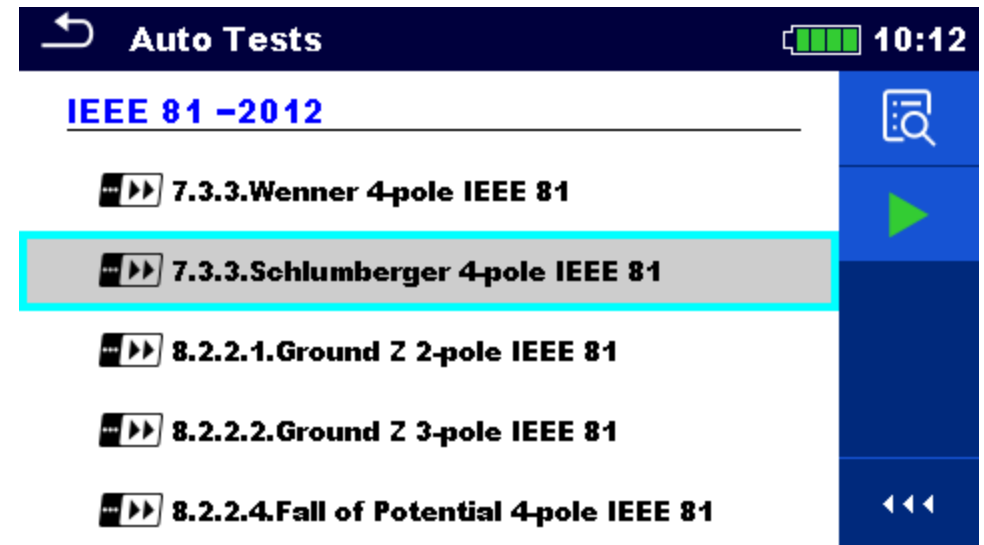 Auto Tests
10:12
IEEE 81 –2012
7.3.3.Wenner 4-pole IEEE 81
7.3.3.Schlumberger 4-pole IEEE 81
8.2.2.1.Ground Z 2-pole IEEE 81
8.2.2.2.Ground Z 3-pole IEEE 81
8.2.2.4.Fall of Potential 4-pole IEEE 81